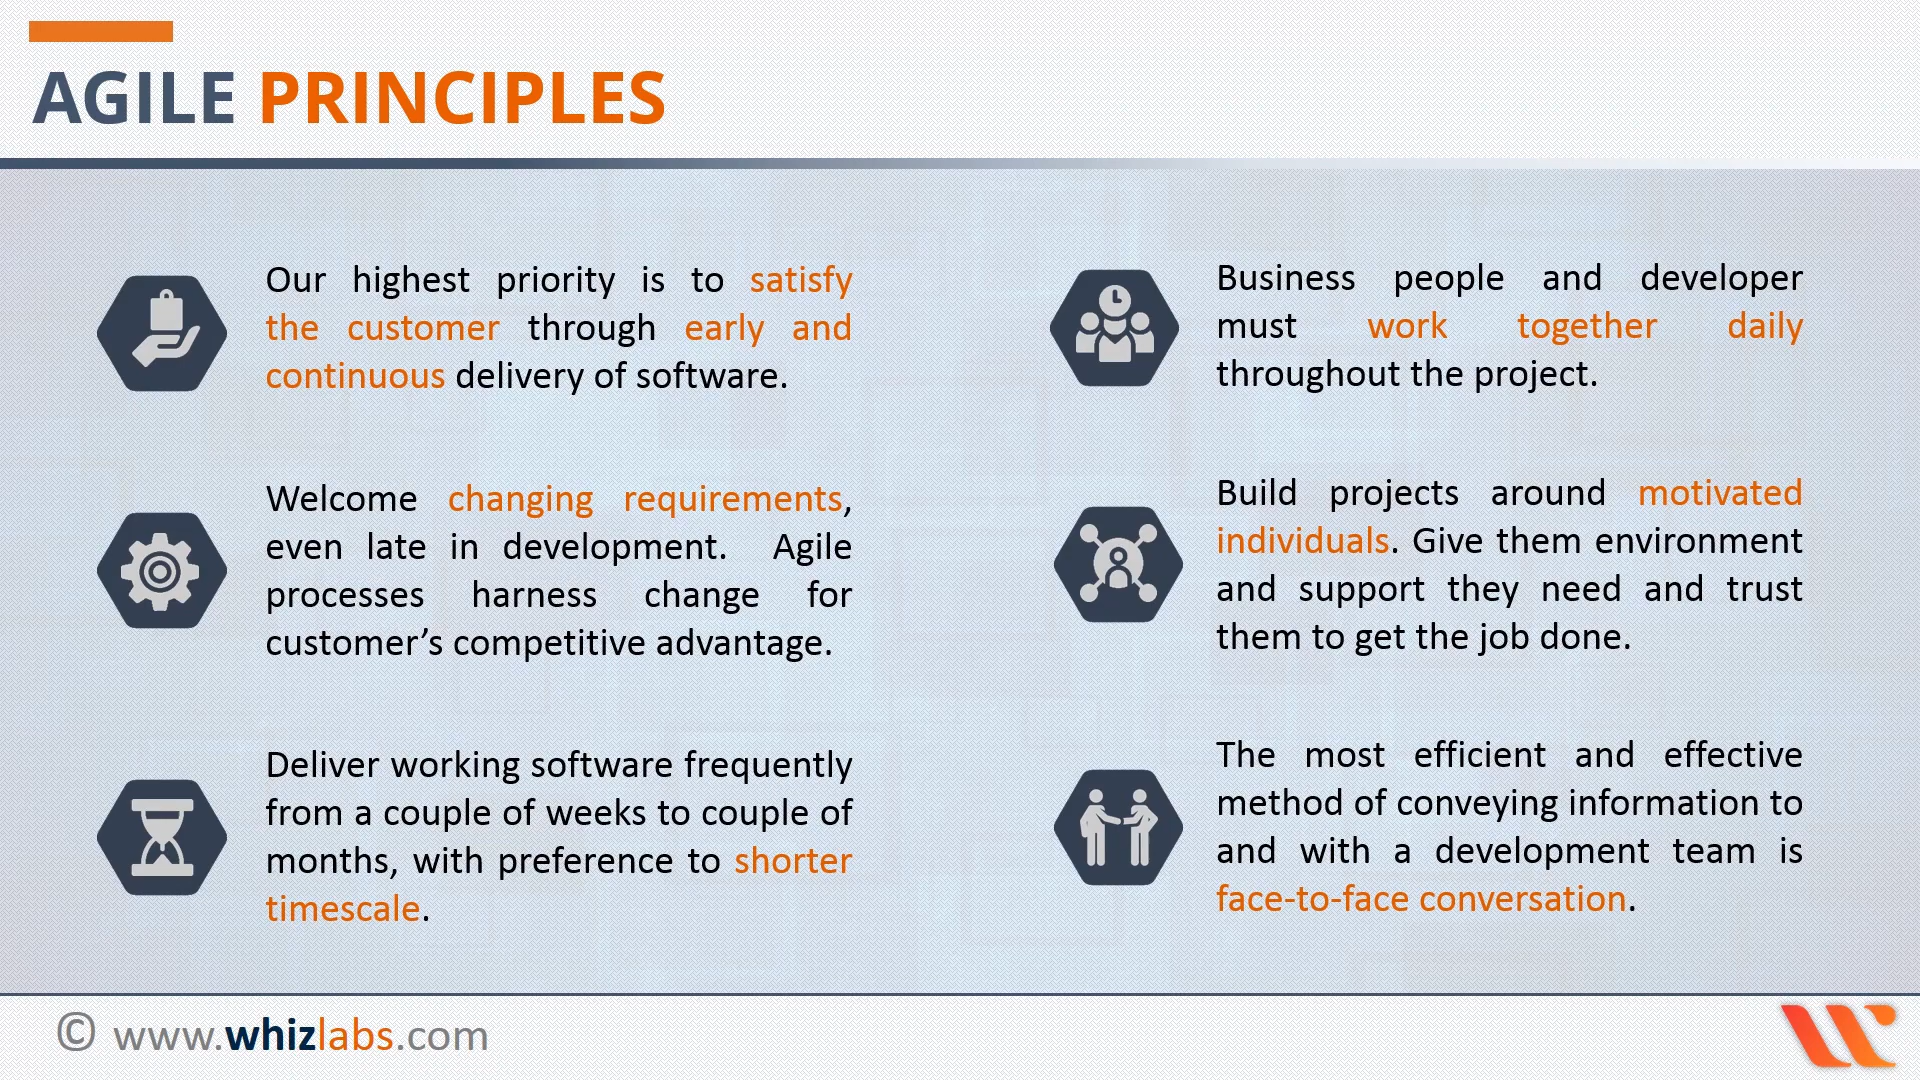 AGILE PRINCIPLES
Our highest priority is to satisfy
the customer through early and
continuous delivery of software.
Welcome changing requirements,
even late in development. Agile
processes harness change for
customer’s competitive advantage.
Deliver working software frequently
from a couple of weeks to couple of
months, with preference to shorter
timescale.
Business people and developer
must work together daily
throughout the project.
Build projects around motivated
individuals. Give them environment
and support they need and trust
them to get the job done.
The most efficient and effective
method of conveying information to
and with a development team is
face-to-face conversation.
© www.whizlabs.com